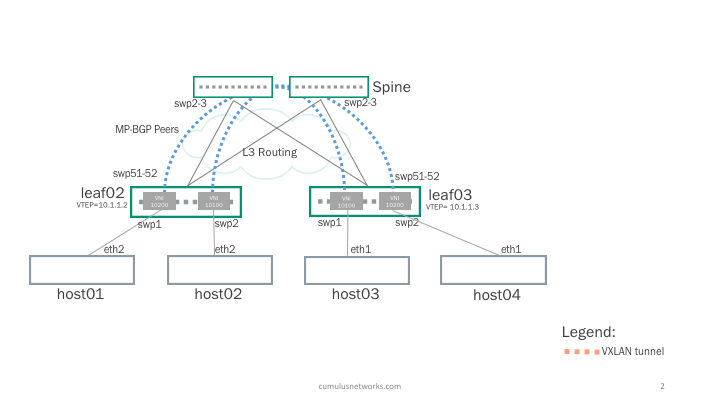 Spine
swp2-3
swp2-3
MP-BGP Peers
L3 Routing
swp51-52
swp51-52
leaf02
VTEP=10.1.1.2
VNI
10200
VNI
10100
VNI
10100
VNI
10200
leaf03
VTEP= 10.1.1.3
swp1
swp2
swp1
swp2
eth2
eth2
eth1
eth1
host01
host02
host03
host04
Legend:
VXLAN tunnel
cumulusnetworks.com
2